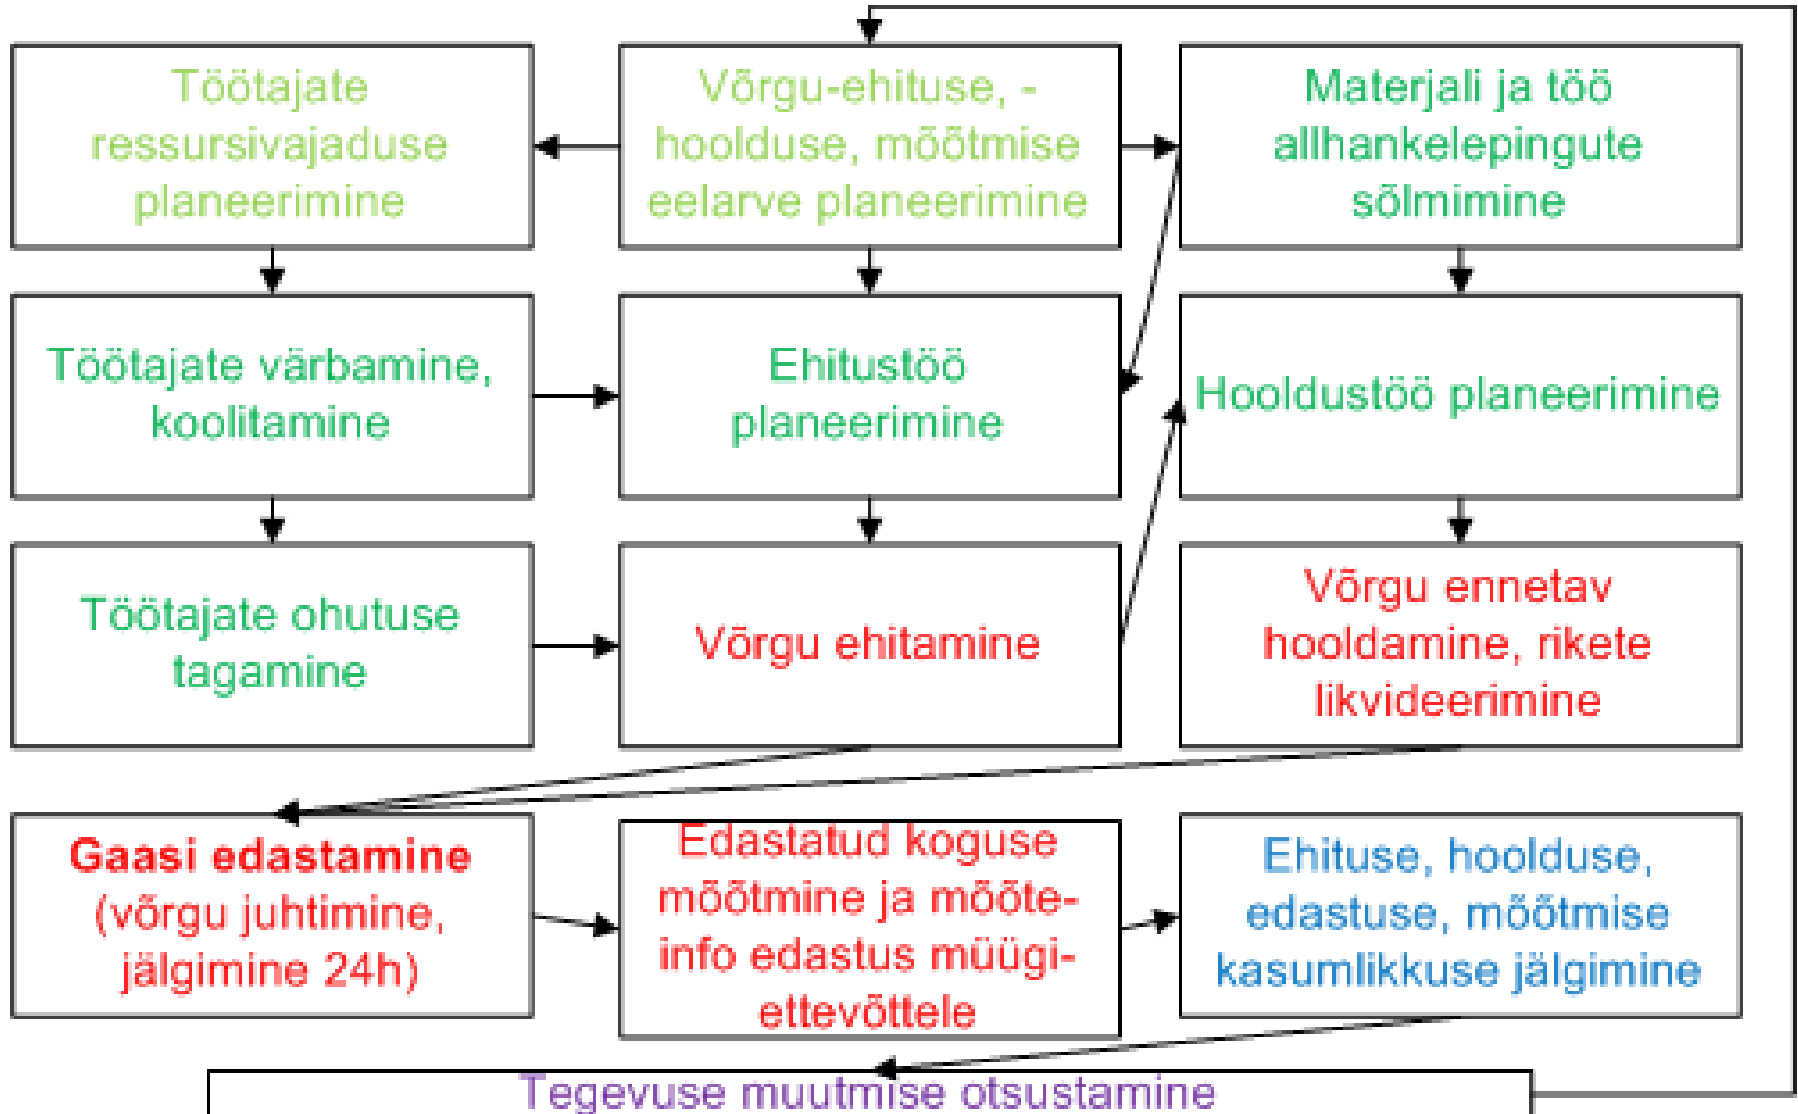 Töötajate
ressursivajaduse
planeerimine
Võrgu-ehituse, -
hoolduse, mõõtmise
eelarve planeerimine
Materjali ja töö
allhankelepingute
sõlmimine
Töötajate värbamine,
koolitamine
Ehitustöö
planeerimine
Hooldustöö planeerimine
Töötajate ohutuse
tagamine
Võrgu ehitamine
Võrgu ennetav
hooldamine, rikete
likvideerimine
Gaasi edastamine
(võrgu juhtimine,
jälgimine 24h)
Edastatud koguse
mõõtmine ja mõõte-
info edastus müügi-
ettevõttele
Ehituse, hoolduse,
edastuse, mõõtmise
kasumlikkuse jälgimine
Tegevuse muutmise otsustamine